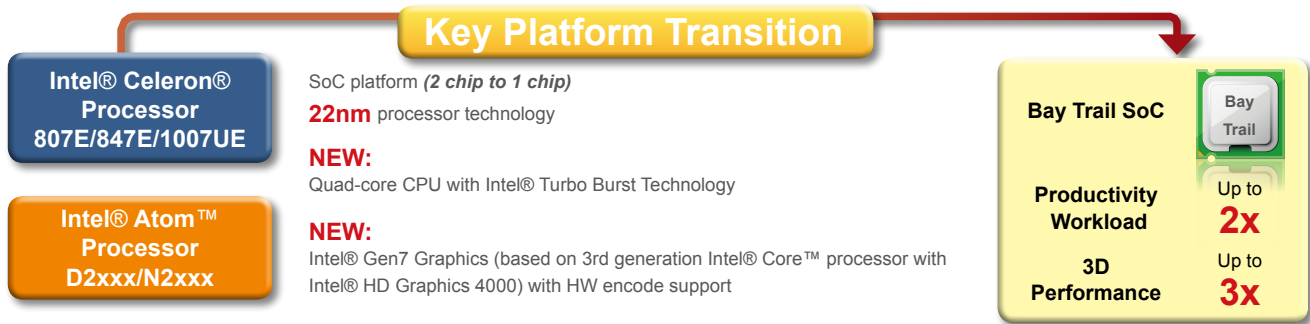 Key Platform Transition
Intel® Celeron®
Processor
807E/847E/1007UE
Intel® Atom™
Processor
D2xxx/N2xxx
SoC platform (2 chip to 1 chip)
22nm processor technology
NEW:
Quad-core CPU with Intel® Turbo Burst Technology
NEW:
Intel® Gen7 Graphics (based on 3rd generation Intel® Core™ processor with
Intel® HD Graphics 4000) with HW encode support
Bay Trail SoC
Bay
Trail
Productivity
Workload
Up to
2x
3D
Performance
Up to
3x